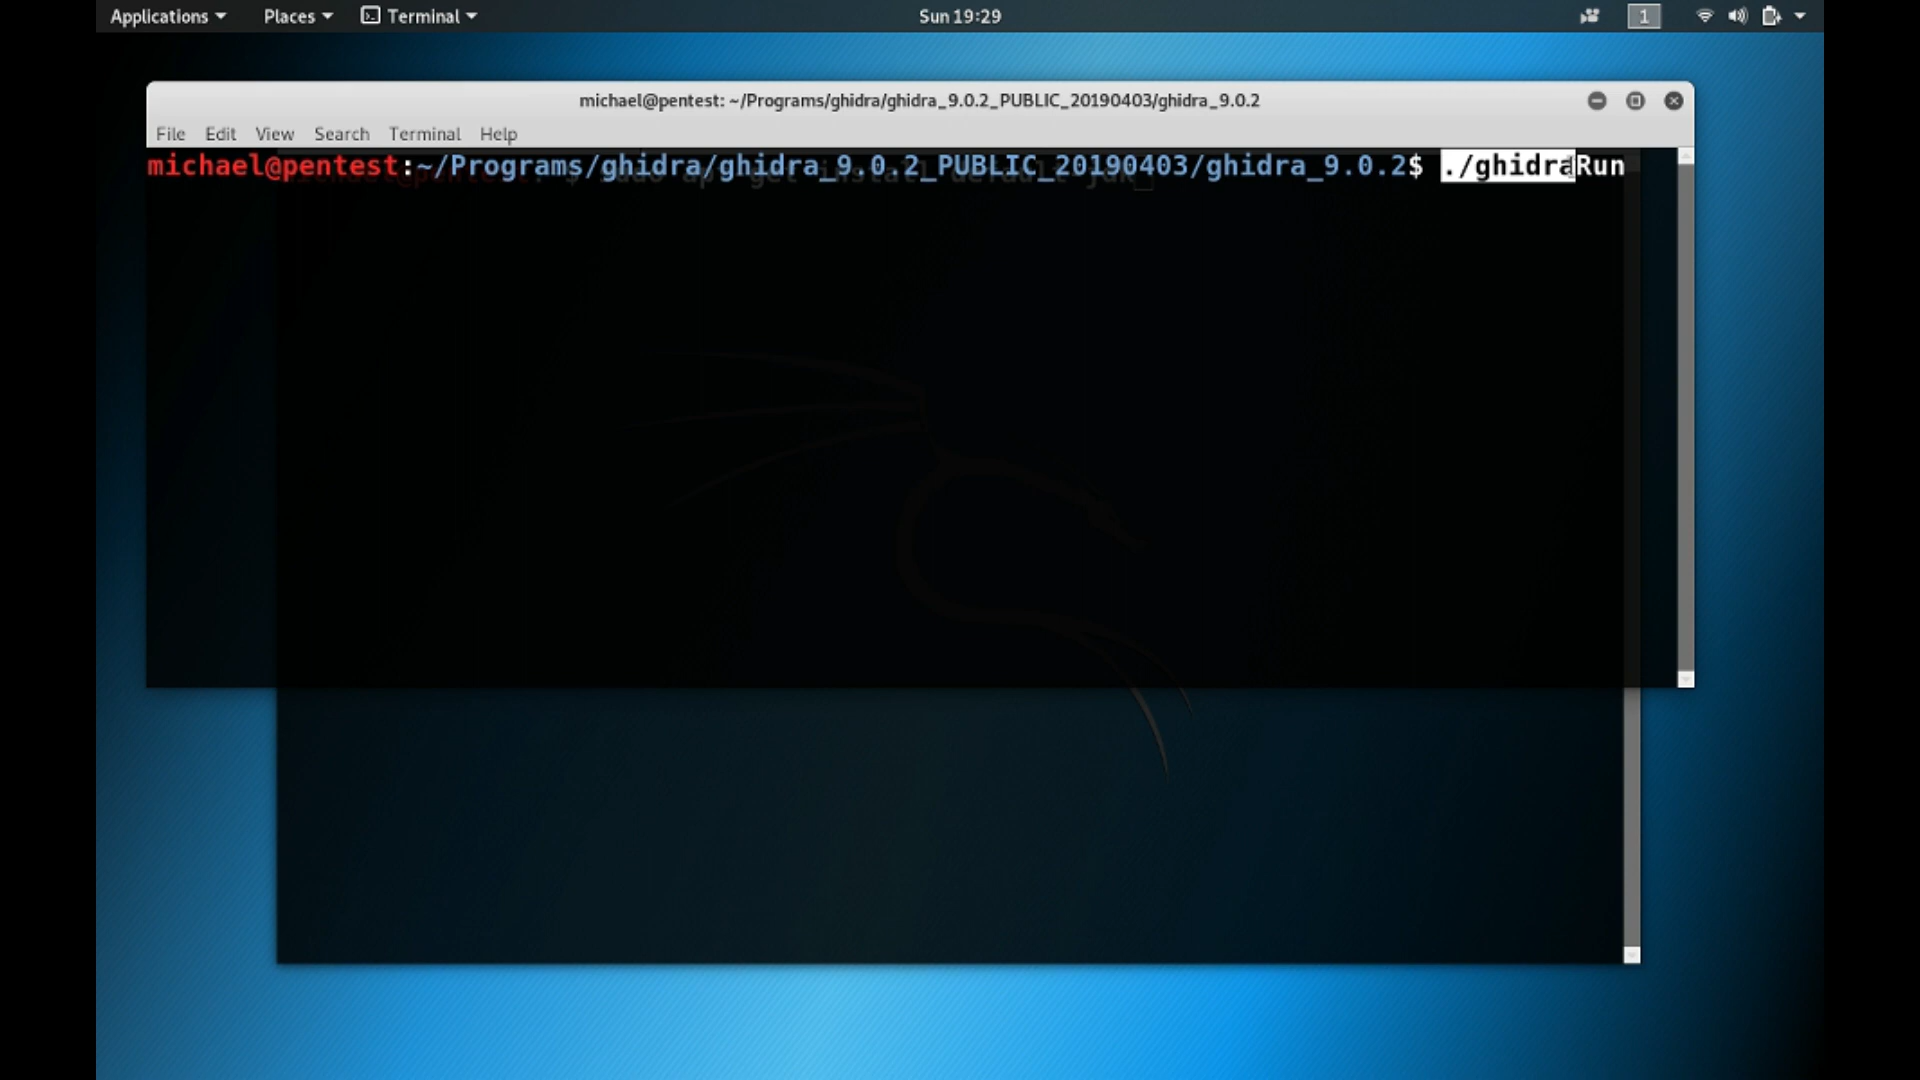 Applications Places Terminal Sun 19:29 1
michael@pentest: ~/Programs/ghidra/ghidra_9.0.2_PUBLIC_20190403/ghidra_9.0.2
File Edit View Search Terminal Help
michael@pentest:~/Programs/ghidra/ghidra_9.0.2_PUBLIC_20190403/ghidra_9.0.2$ ./ghidraRun